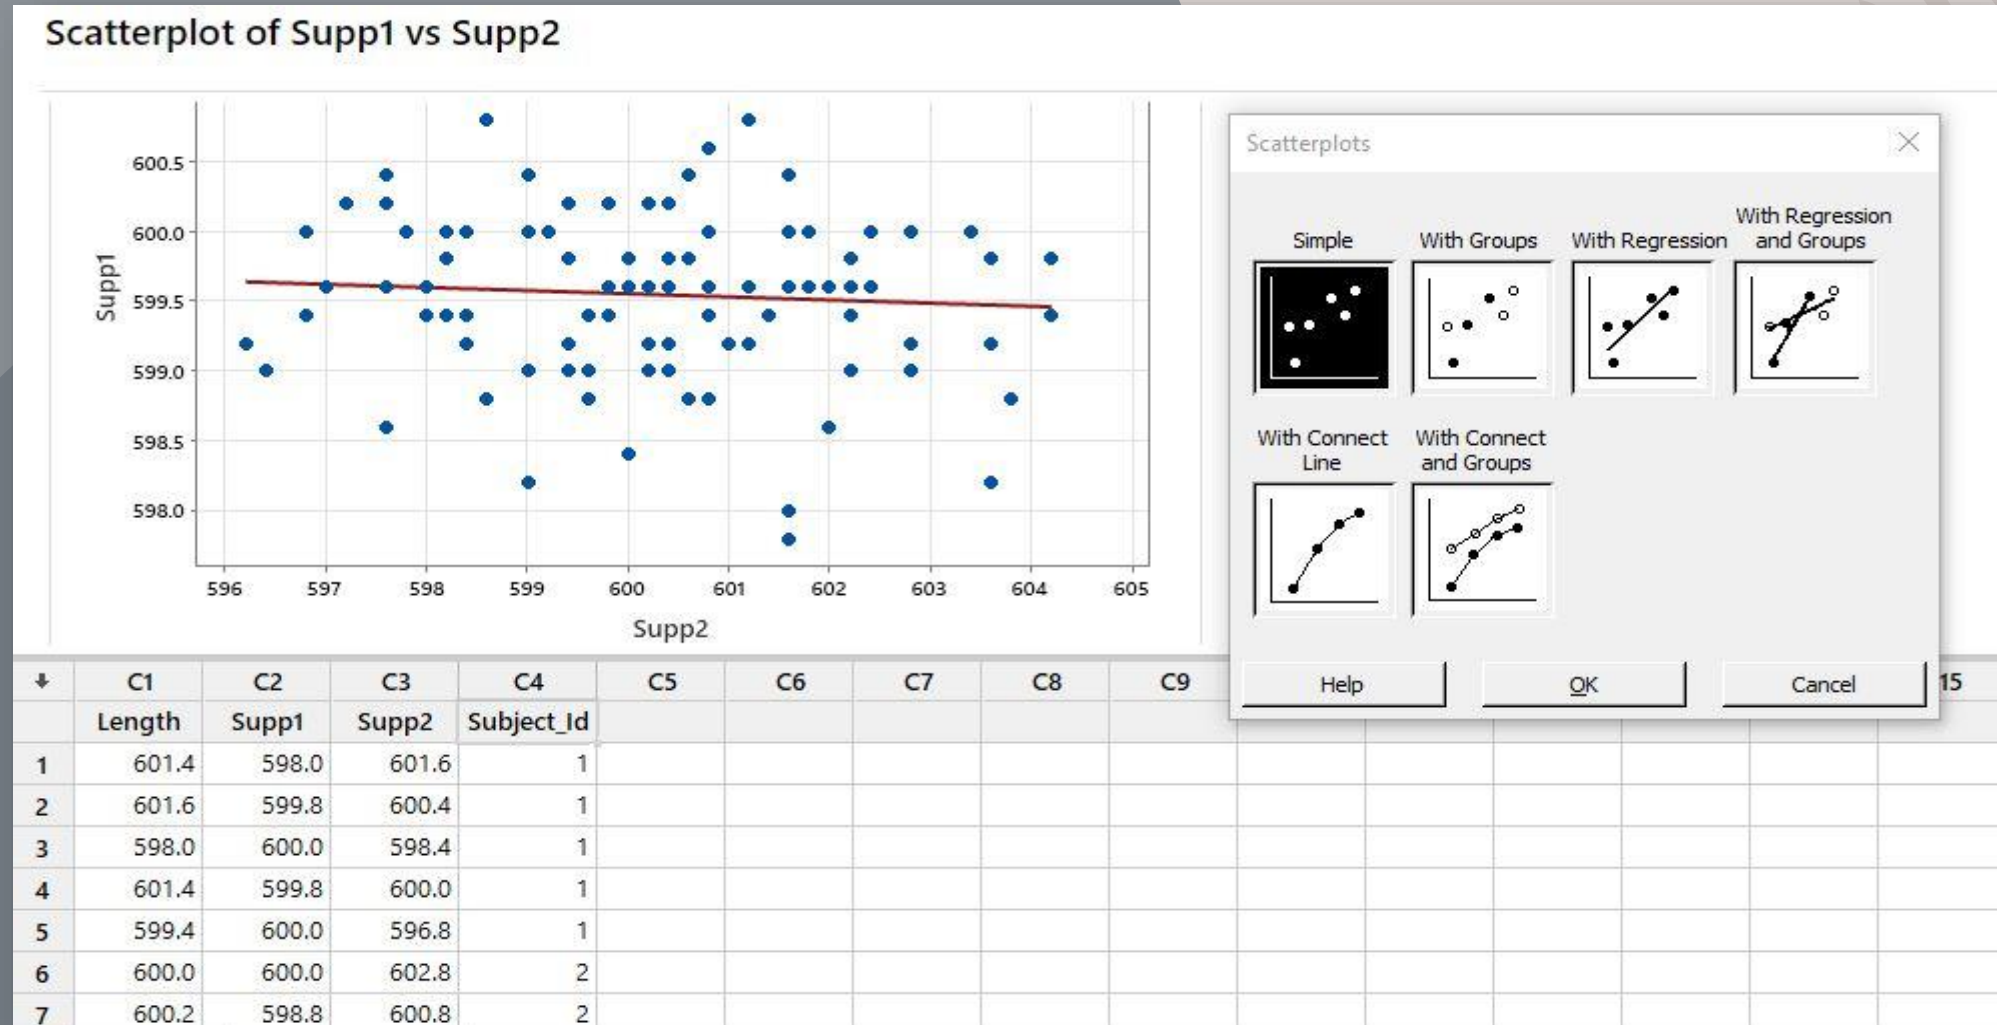 Scatterplot of Supp1 vs Supp2
600.5
600.0
599.5
599.0
598.5
598.0
Supp1
596 597 598 599 600 601 602 603 604 605
Supp2
Scatterplots
Simple
With Groups
With Regression
With Regression
and Groups
With Connect
Line
With Connect
and Groups
Help OK Cancel
C1 C2 C3 C4 C5 C6 C7 C8 C9 15
Length Supp1 Supp2 Subject_Id
1 601.4 598.0 601.6 1
2 601.6 599.8 600.4 1
3 598.0 600.0 598.4 1
4 601.4 599.8 600.0 1
5 599.4 600.0 596.8 1
6 600.0 600.0 602.8 2
7 600.2 598.8 600.8 2